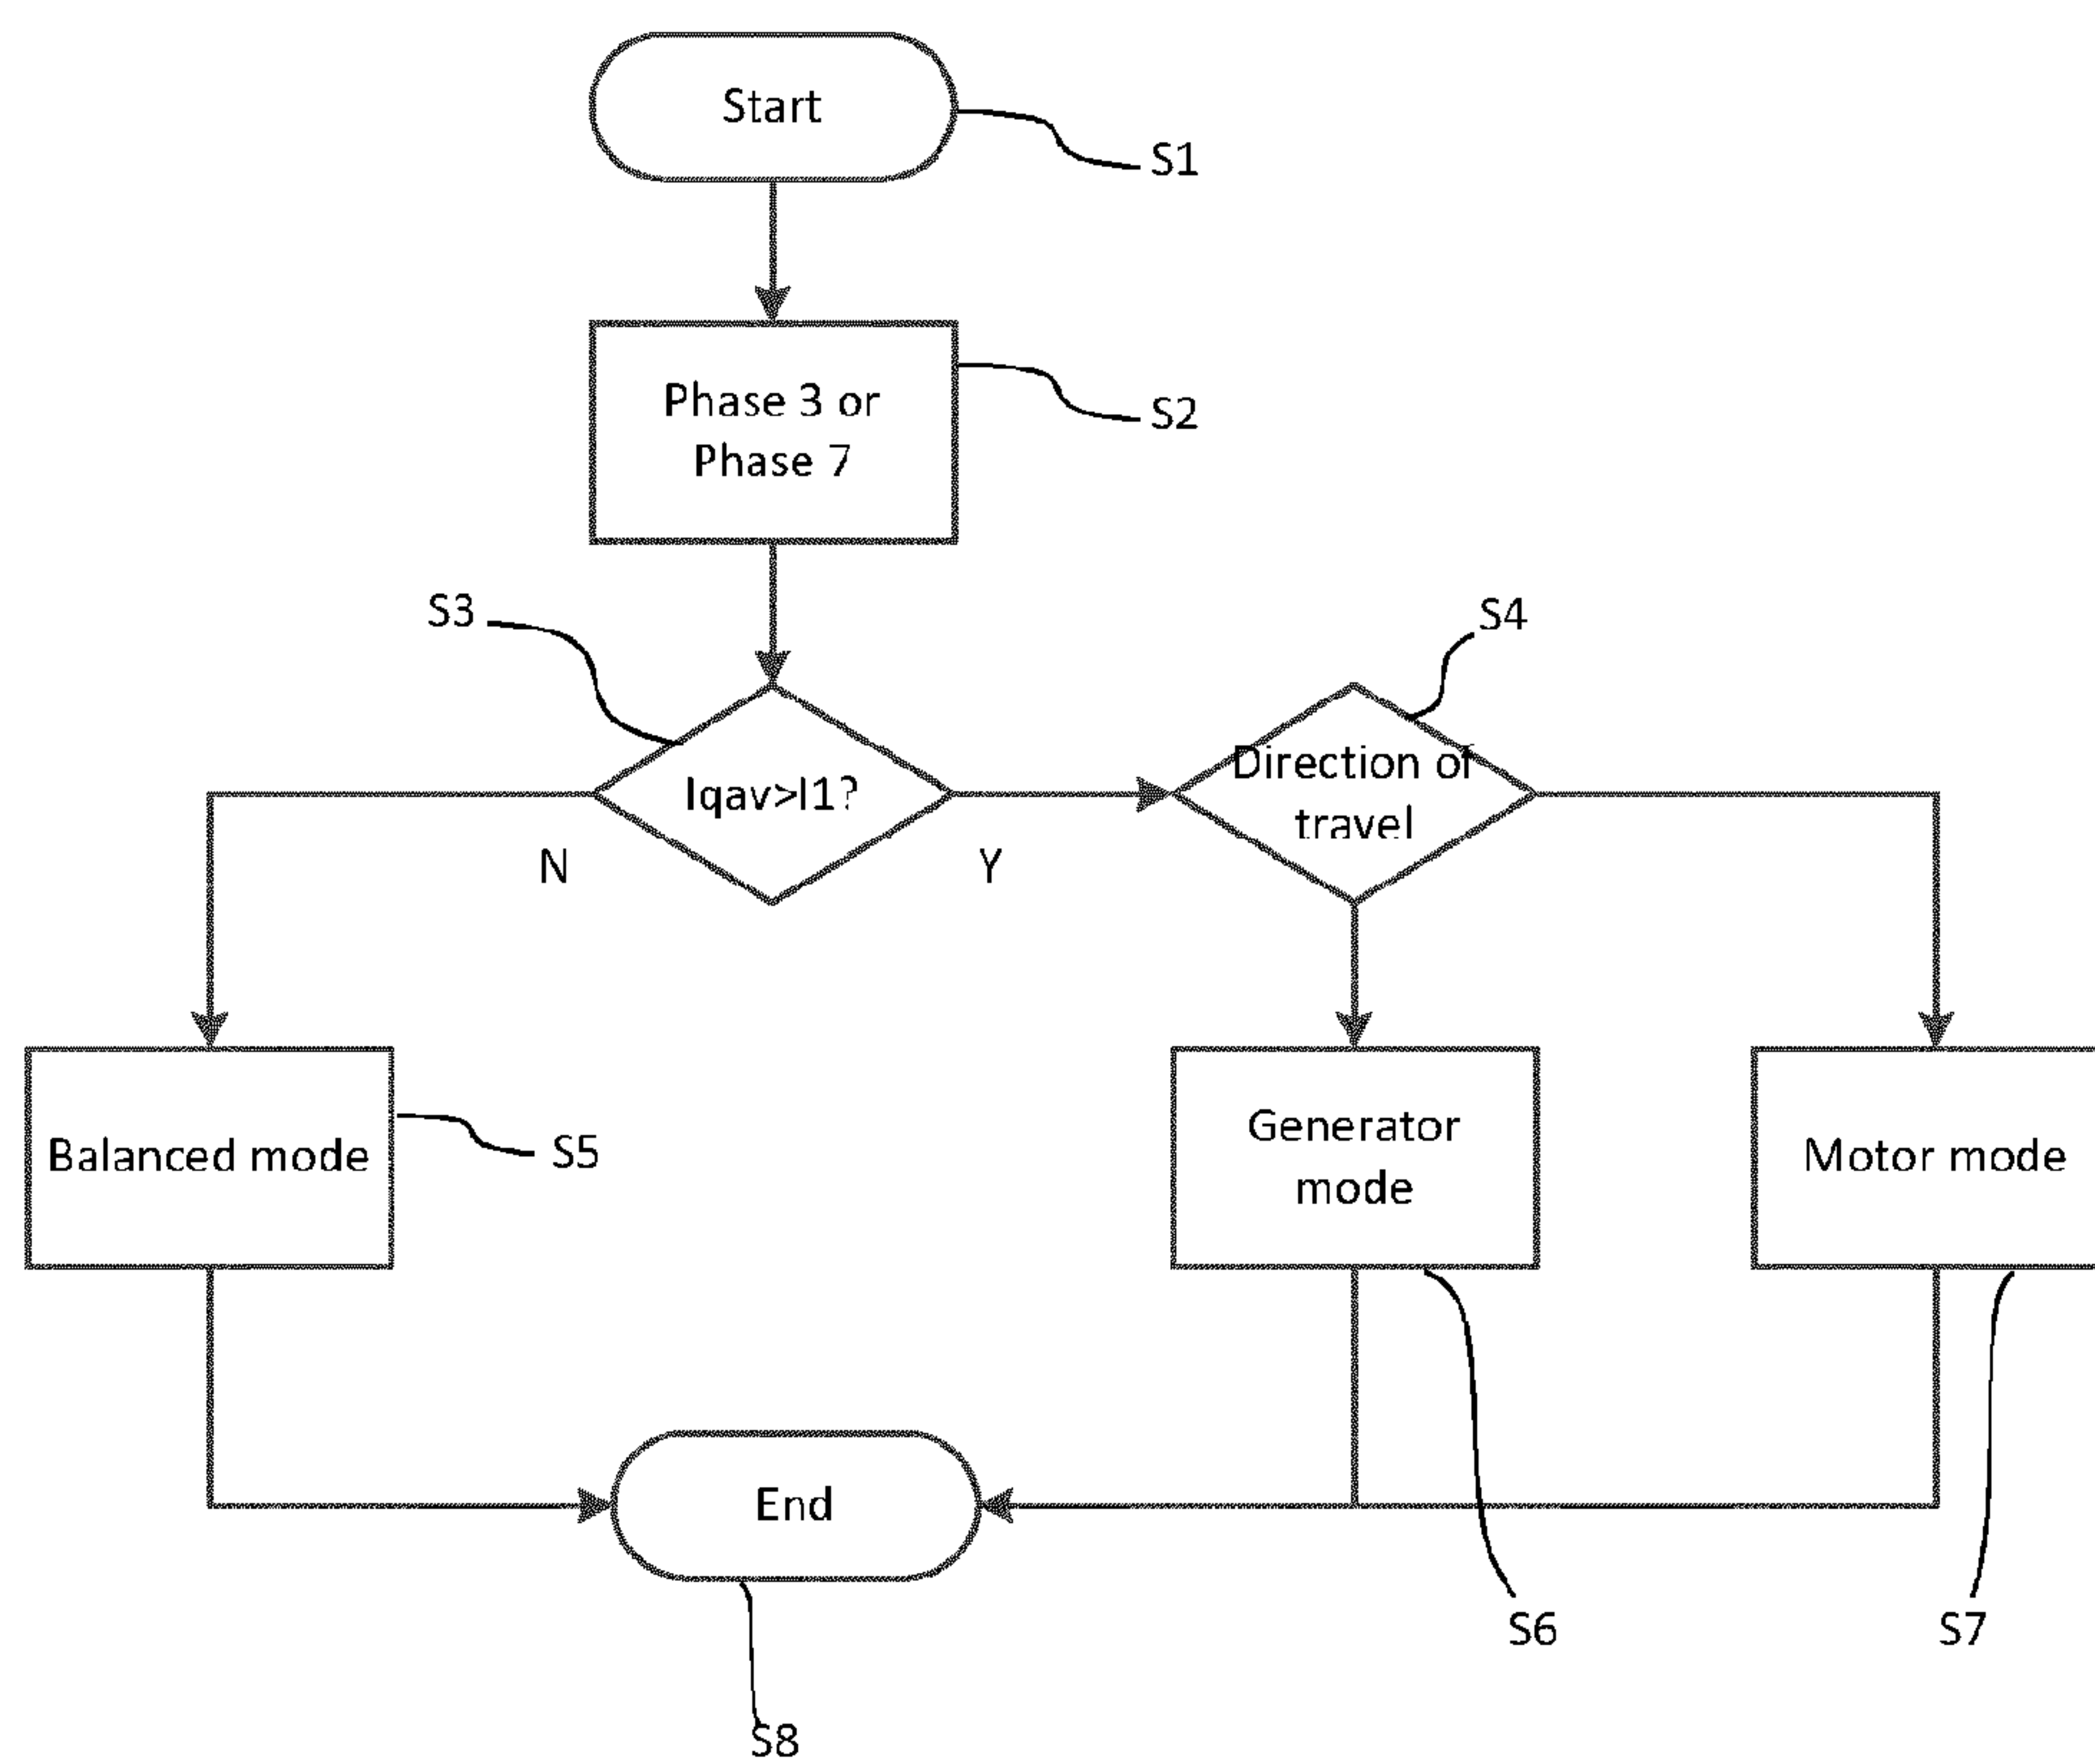 Start
S1
Phase 3 or
Phase 7
S2
S3
S4
Iqav>I1?
Direction of
travel
N
Y
Balanced mode
S5
Generator
mode
Motor mode
End
S6
S7
S8